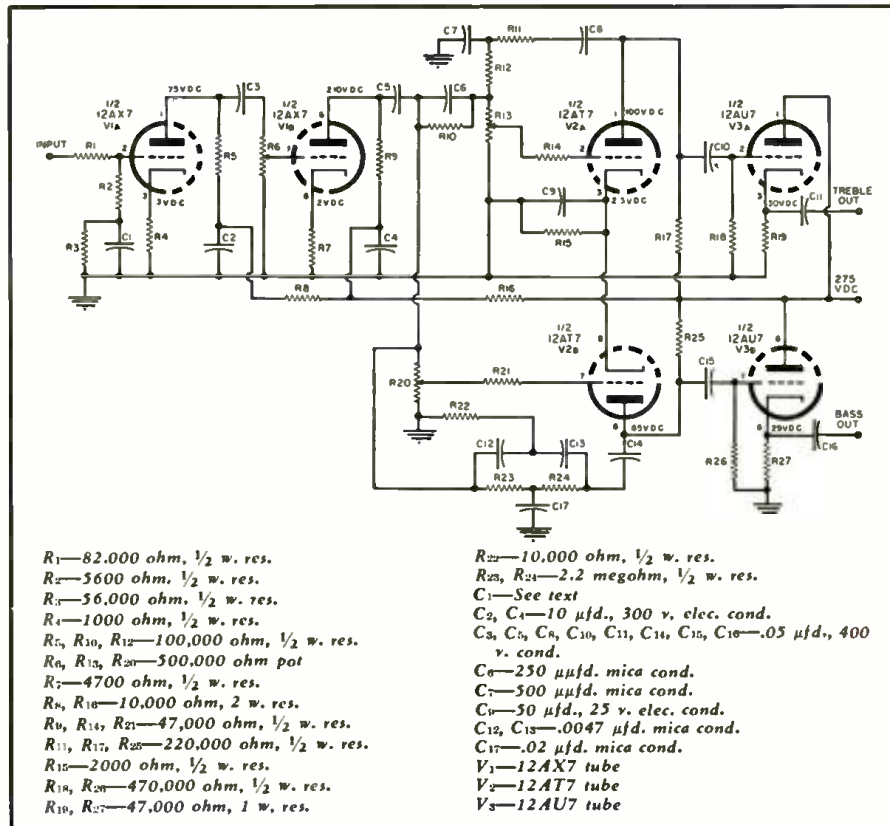 C7
R11
C8
R12
1/2
12AX7
V1A
75VDC
C3
1/2
12AX7
V1B
210VDC
C5
C6
1/2
12AT7
V2A
100VDC
1/2
12AU7
V3A
INPUT
R1
R2
R3
C1
3VDC
R4
R5
C2
R6
2VDC
R7
R9
C4
R10
R13
R14
C9
R15
R17
C10
R18
R19
C11
TREBLE
OUT
R8
R16
275
VDC
R20
R21
R22
1/2
12AT7
V2B
R25
C15
1/2
12AU7
V3B
65VDC
29VDC
C12
C13
C14
R23
R24
C17
R26
R27
C16
BASS
OUT
R1—82.000 ohm, 1/2 w. res.
R2—5600 ohm, 1/2 w. res.
R3—56,000 ohm, 1/2 w. res.
R4—1000 ohm, 1/2 w. res.
R5, R10, R12—100,000 ohm, 1/2 w. res.
R6, R13, R20—500,000 ohm pot
R7—4700 ohm, 1/2 w. res.
R8, R16—10,000 ohm, 2 w. res.
R9, R14, R21—47,000 ohm, 1/2 w. res.
R11, R17, R25—220,000 ohm, 1/2 w. res.
R15—2000 ohm, 1/2 w. res.
R18, R26—470,000 ohm, 1/2 w. res.
R19, R27—47,000 ohm, 1 w. res.
R22—10,000 ohm, 1/2 w. res.
R23, R24—2.2 megohm, 1/2 w. res.
C1—See text
C2, C4—10 µfd., 300 v. elec. cond.
C3, C5, C8, C10, C11, C14, C15, C16—.05 µfd., 400
v. cond.
C6—250 µµfd. mica cond.
C7—500 µµfd. mica cond.
C9—50 µfd., 25 v. elec. cond.
C12, C13—.0047 µfd. mica cond.
C17—.02 µfd. mica cond.
V1—12AX7 tube
V2—12AT7 tube
V3—12AU7 tube